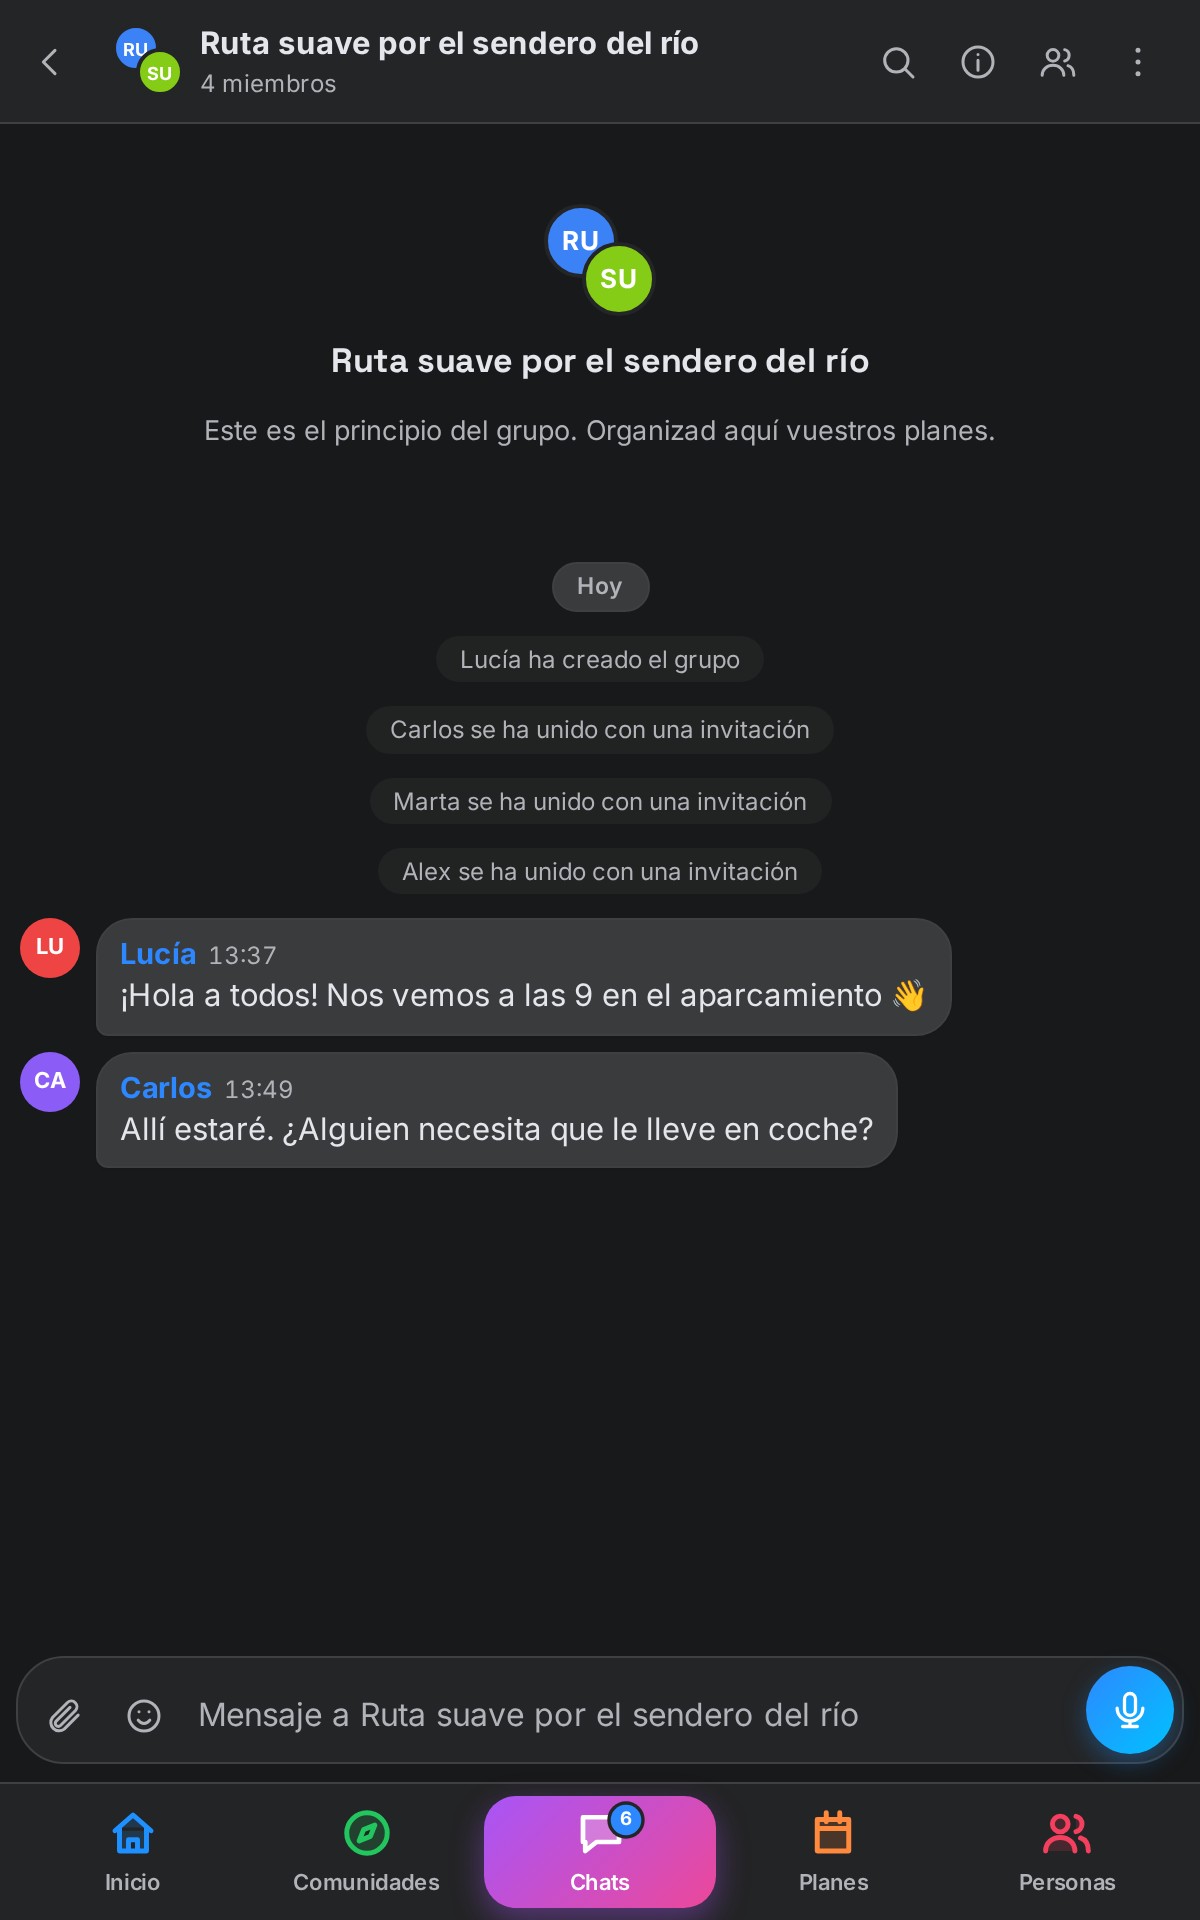 RU
SU
Ruta suave por el sendero del río
4 miembros
RU
SU
Ruta suave por el sendero del río
Este es el principio del grupo. Organizad aquí vuestros planes.
Hoy
Lucía ha creado el grupo
Carlos se ha unido con una invitación
Marta se ha unido con una invitación
Alex se ha unido con una invitación
LU
Lucía 13:37
¡Hola a todos! Nos vemos a las 9 en el aparcamiento 👋
CA
Carlos 13:49
Allí estaré. ¿Alguien necesita que le lleve en coche?
Mensaje a Ruta suave por el sendero del río
6
Inicio
Comunidades
Chats
Planes
Personas